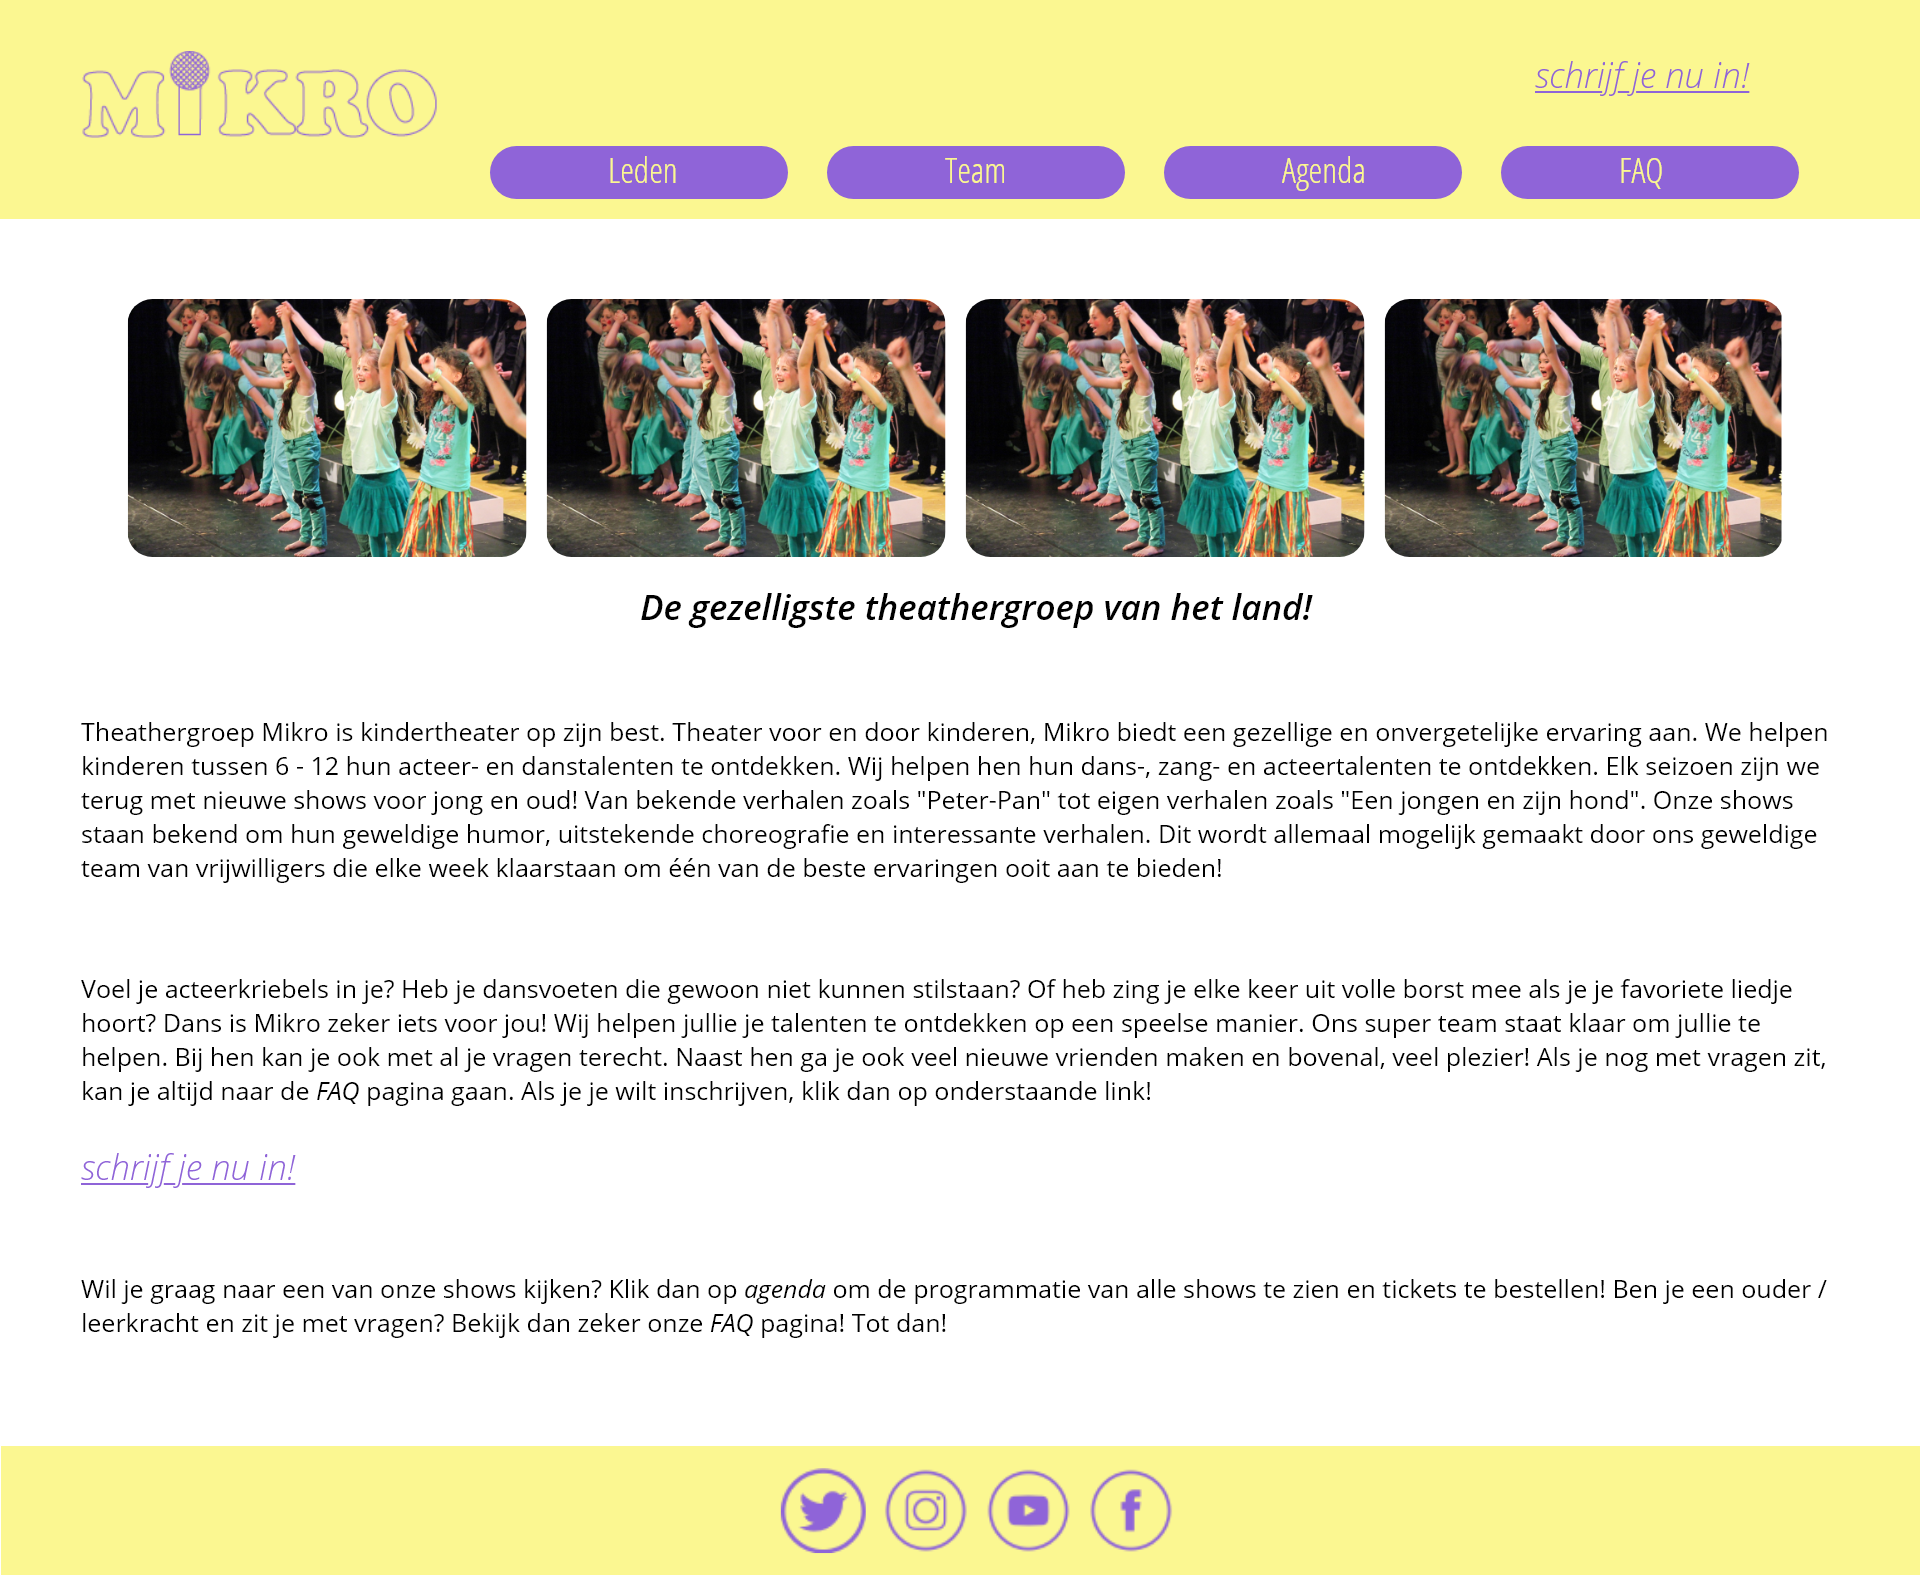 MiKRO
schrijf je nu in!
Leden
Team
Agenda
FAQ
De gezelligste theathergroep van het land!
Theathergroep Mikro is kindertheater op zijn best. Theater voor en door kinderen, Mikro biedt een gezellige en onvergetelijke ervaring aan. We helpen
kinderen tussen 6 - 12 hun acteer- en danstalenten te ontdekken. Wij helpen hen hun dans-, zang- en acteertalenten te ontdekken. Elk seizoen zijn we
terug met nieuwe shows voor jong en oud! Van bekende verhalen zoals "Peter-Pan" tot eigen verhalen zoals "Een jongen en zijn hond". Onze shows
staan bekend om hun geweldige humor, uitstekende choreografie en interessante verhalen. Dit wordt allemaal mogelijk gemaakt door ons geweldige
team van vrijwilligers die elke week klaarstaan om één van de beste ervaringen ooit aan te bieden!
Voel je acteerkriebels in je? Heb je dansvoeten die gewoon niet kunnen stilstaan? Of heb zing je elke keer uit volle borst mee als je je favoriete liedje
hoort? Dans is Mikro zeker iets voor jou! Wij helpen jullie je talenten te ontdekken op een speelse manier. Ons super team staat klaar om jullie te
helpen. Bij hen kan je ook met al je vragen terecht. Naast hen ga je ook veel nieuwe vrienden maken en bovenal, veel plezier! Als je nog met vragen zit,
kan je altijd naar de FAQ pagina gaan. Als je je wilt inschrijven, klik dan op onderstaande link!
schrijf je nu in!
Wil je graag naar een van onze shows kijken? Klik dan op agenda om de programmatie van alle shows te zien en tickets te bestellen! Ben je een ouder /
leerkracht en zit je met vragen? Bekijk dan zeker onze FAQ pagina! Tot dan!